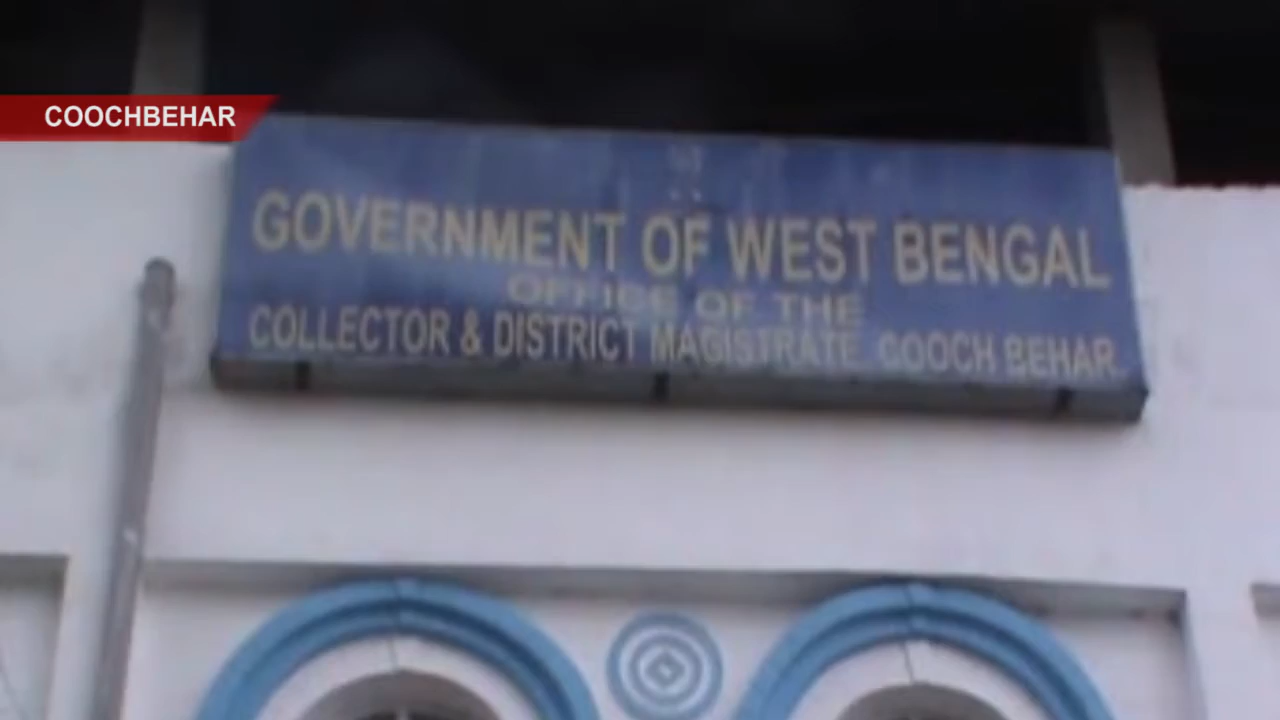 COOCHBEHAR
GOVERNMENT OF WEST BENGAL
OFFICE OF THE
COLLECTOR & DISTRICT MAGISTRATE, COOCH BEHAR.